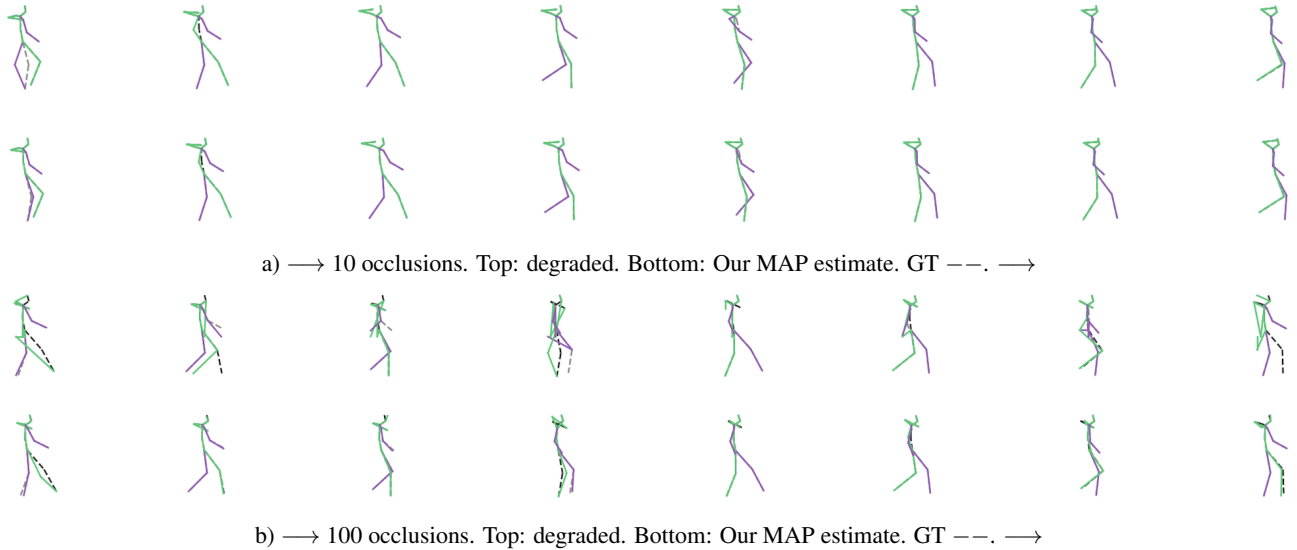 a) ⟶ 10 occlusions. Top: degraded. Bottom: Our MAP estimate. GT −−. ⟶
b) ⟶ 100 occlusions. Top: degraded. Bottom: Our MAP estimate. GT −−. ⟶